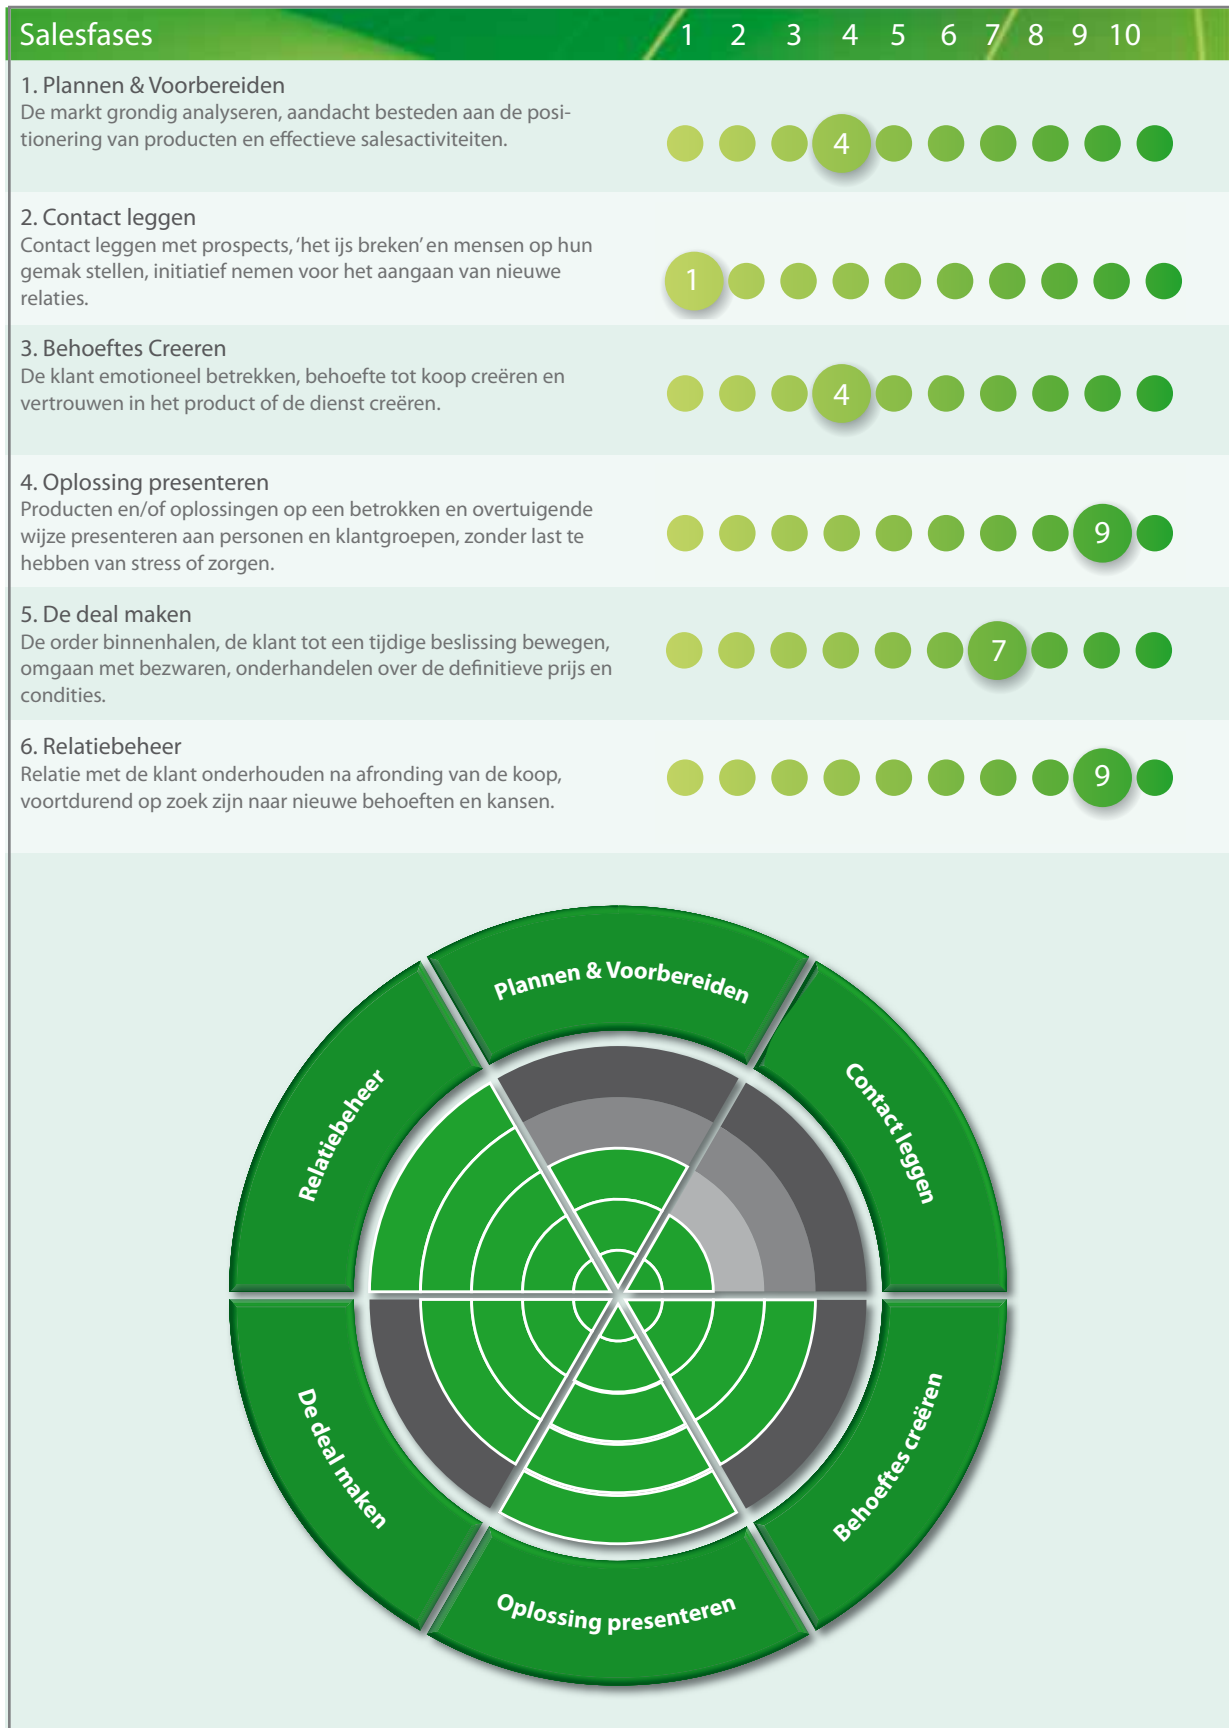 Salesfases 1 2 3 4 5 6 7 8 9 10
1. Plannen & Voorbereiden
De markt grondig analyseren, aandacht besteden aan de posi-
tionering van producten en effectieve salesactiviteiten.
4
2. Contact leggen
Contact leggen met prospects, ‘het ijs breken’ en mensen op hun
gemak stellen, initiatief nemen voor het aangaan van nieuwe
relaties.
1
3. Behoeftes Creeren
De klant emotioneel betrekken, behoefte tot koop creëren en
vertrouwen in het product of de dienst creëren.
4
4. Oplossing presenteren
Producten en/of oplossingen op een betrokken en overtuigende
wijze presenteren aan personen en klantgroepen, zonder last te
hebben van stress of zorgen.
9
5. De deal maken
De order binnenhalen, de klant tot een tijdige beslissing bewegen,
omgaan met bezwaren, onderhandelen over de definitieve prijs en
condities.
7
6. Relatiebeheer
Relatie met de klant onderhouden na afronding van de koop,
voortdurend op zoek zijn naar nieuwe behoeften en kansen.
9
Plannen & Voorbereiden
Contact leggen
Behoeftes creëren
Oplossing presenteren
De deal maken
Relatiebeheer